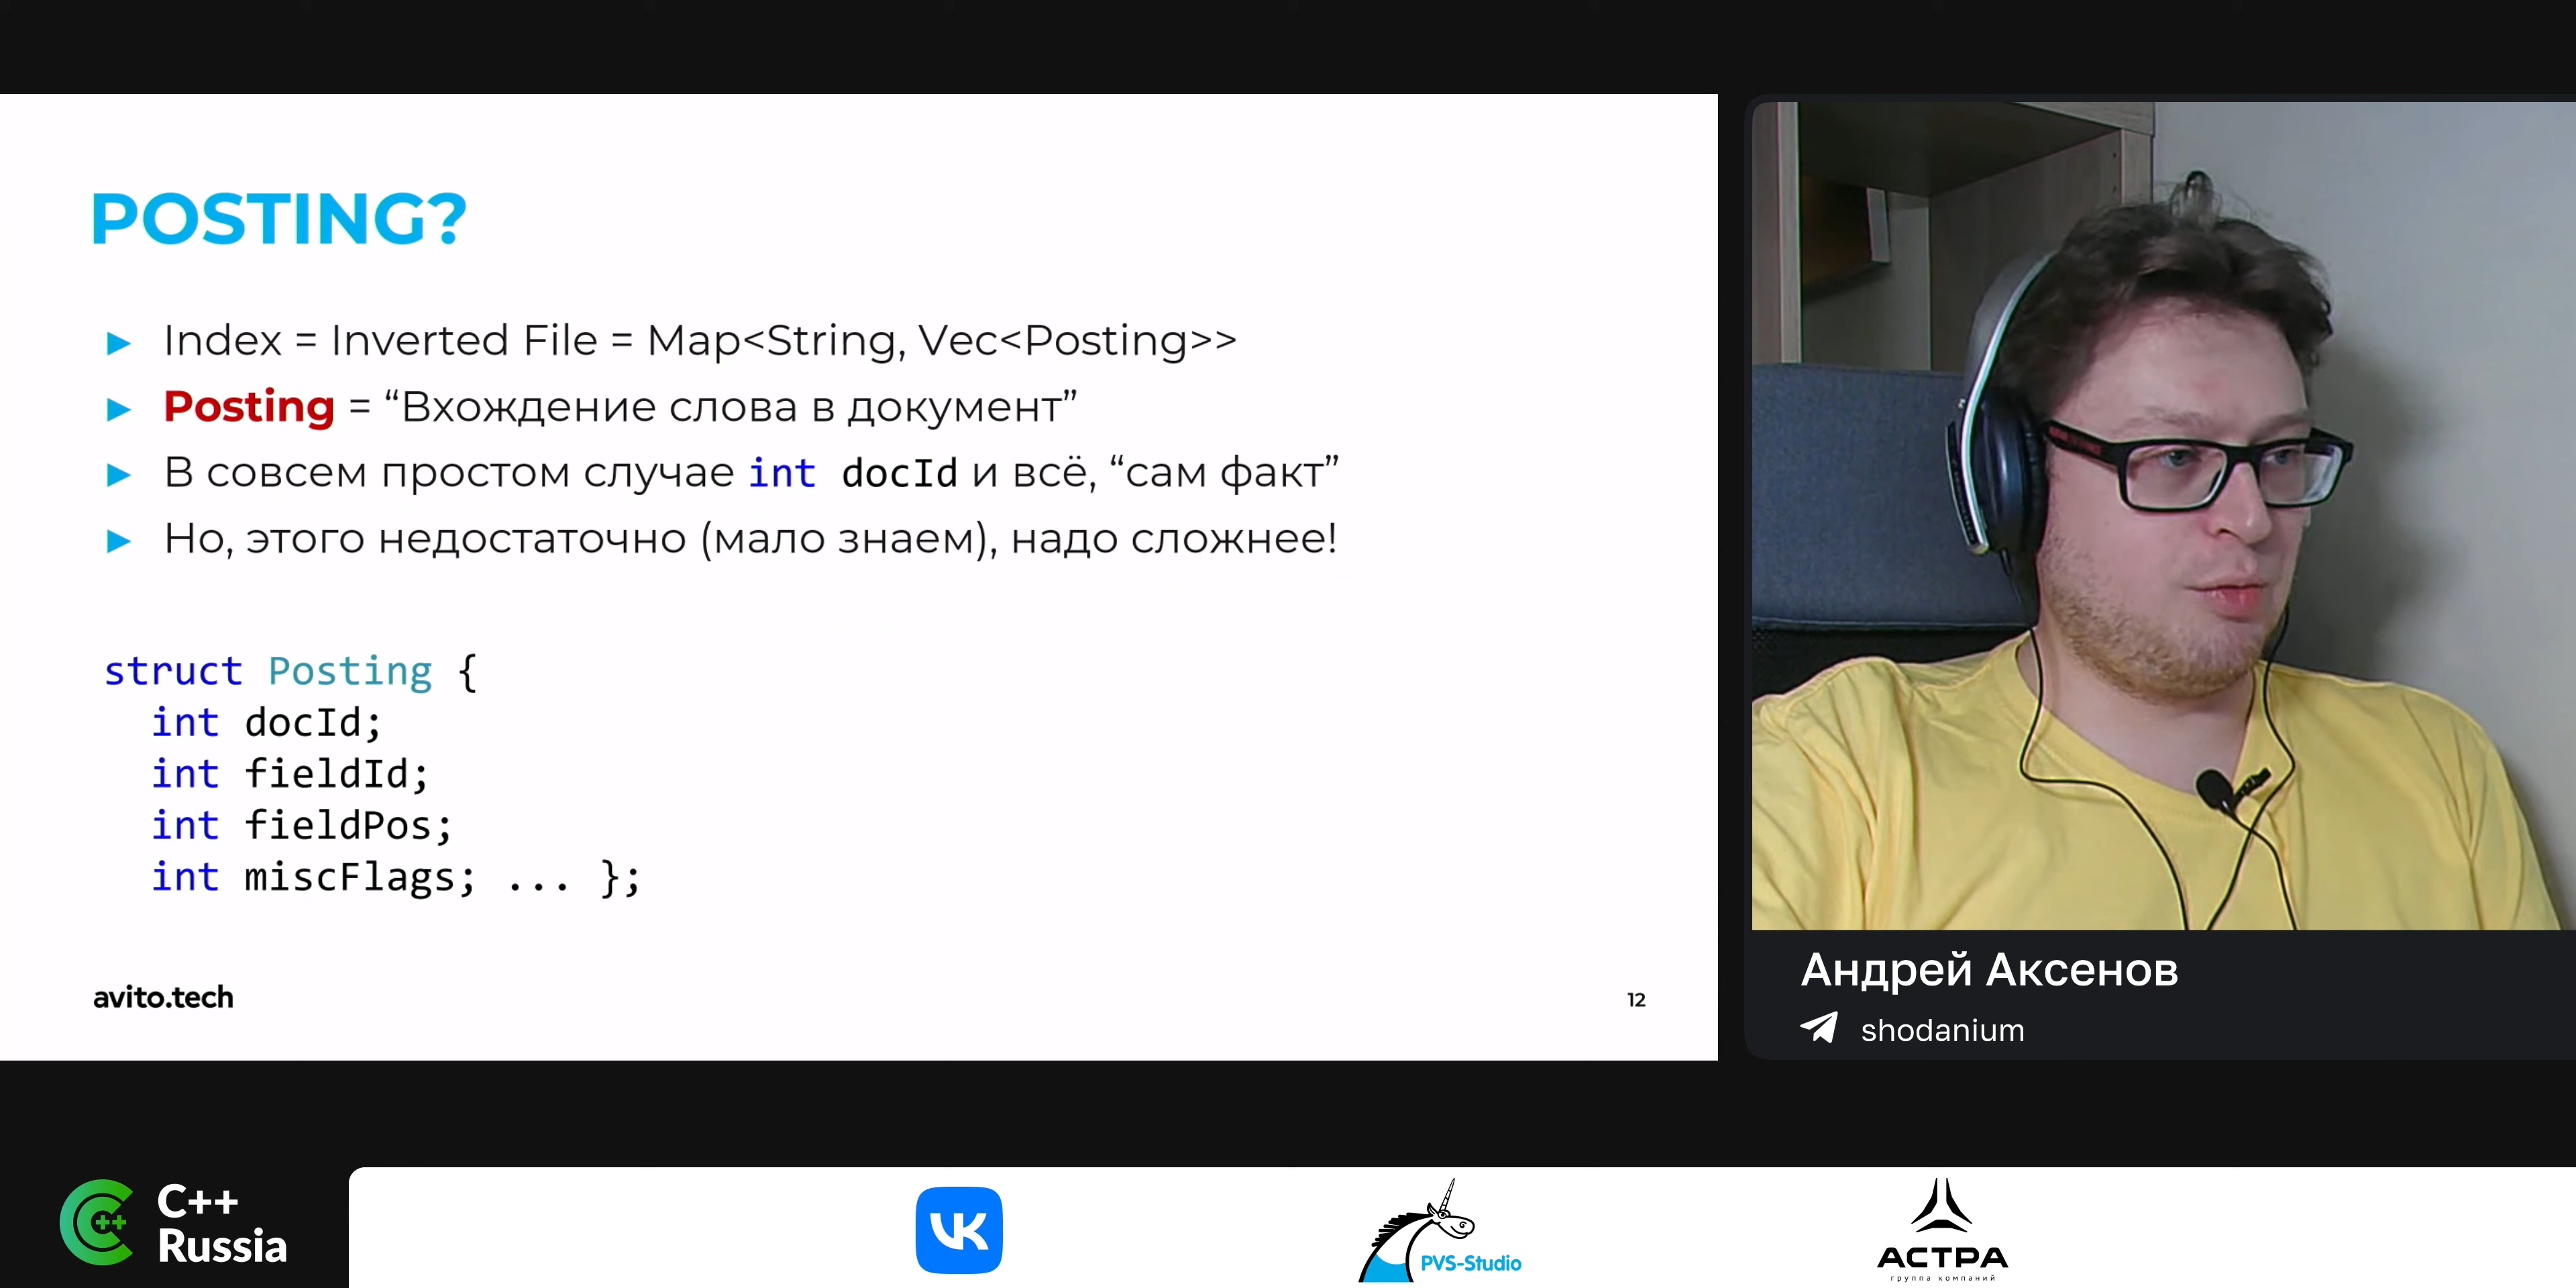 POSTING?
► Index = Inverted File = Map<String, Vec<Posting>>
► Posting = “Вхождение слова в документ”
► В совсем простом случае int docId и всё, “сам факт”
► Но, этого недостаточно (мало знаем), надо сложнее!
struct Posting {
int docId;
int fieldId;
int fieldPos;
int miscFlags; ... };
avito.tech
12
Андрей Аксенов
shodanium
C++
C++
Russia
VK
PVS-Studio
АСТРА
группа компаний